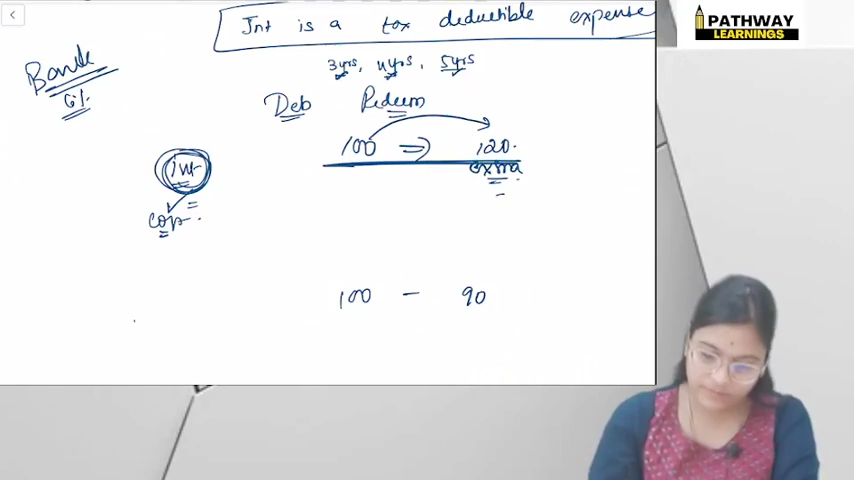 Int is a tax deductible expense
PATHWAY
LEARNINGS
Bank
6%
3yrs, 4yrs, 5yrs
Deb Redeem
100 ⇒ 120.
extra
Int
cop
100 - 90